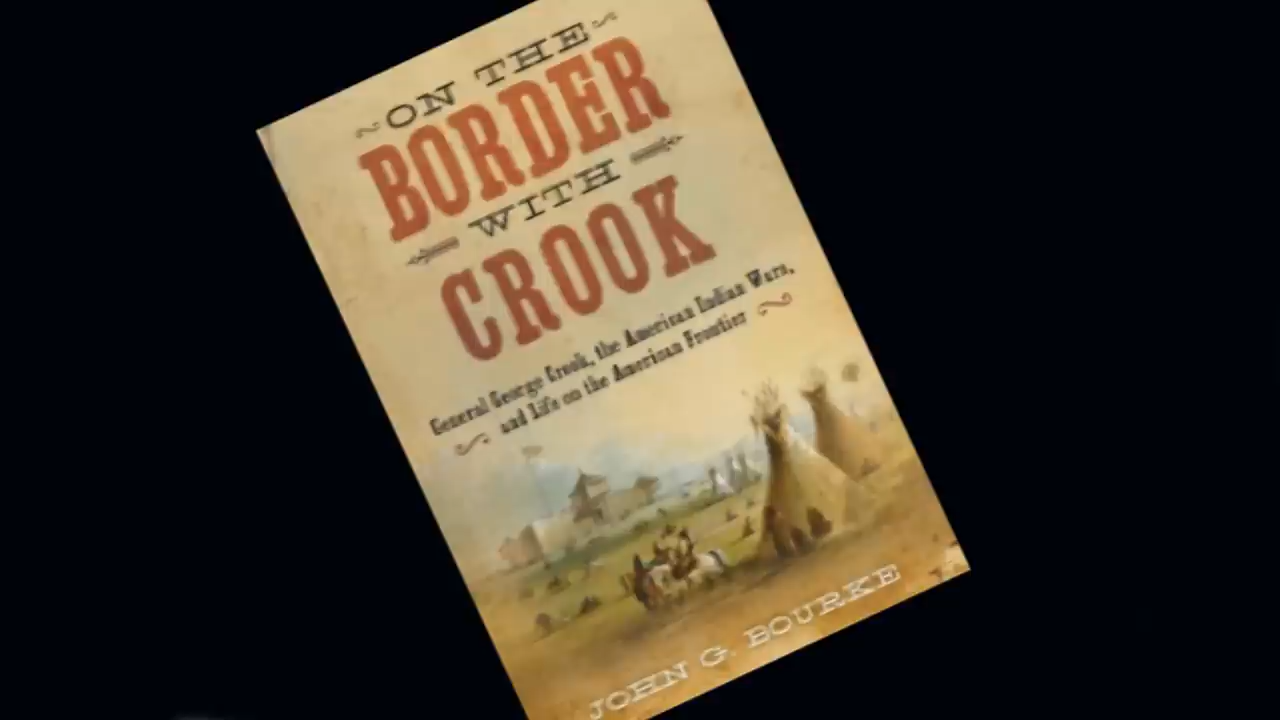 ON THE
BORDER
WITH
CROOK
General George Crook, the American Indian Wars,
and Life on the American Frontier
JOHN G. BOURKE